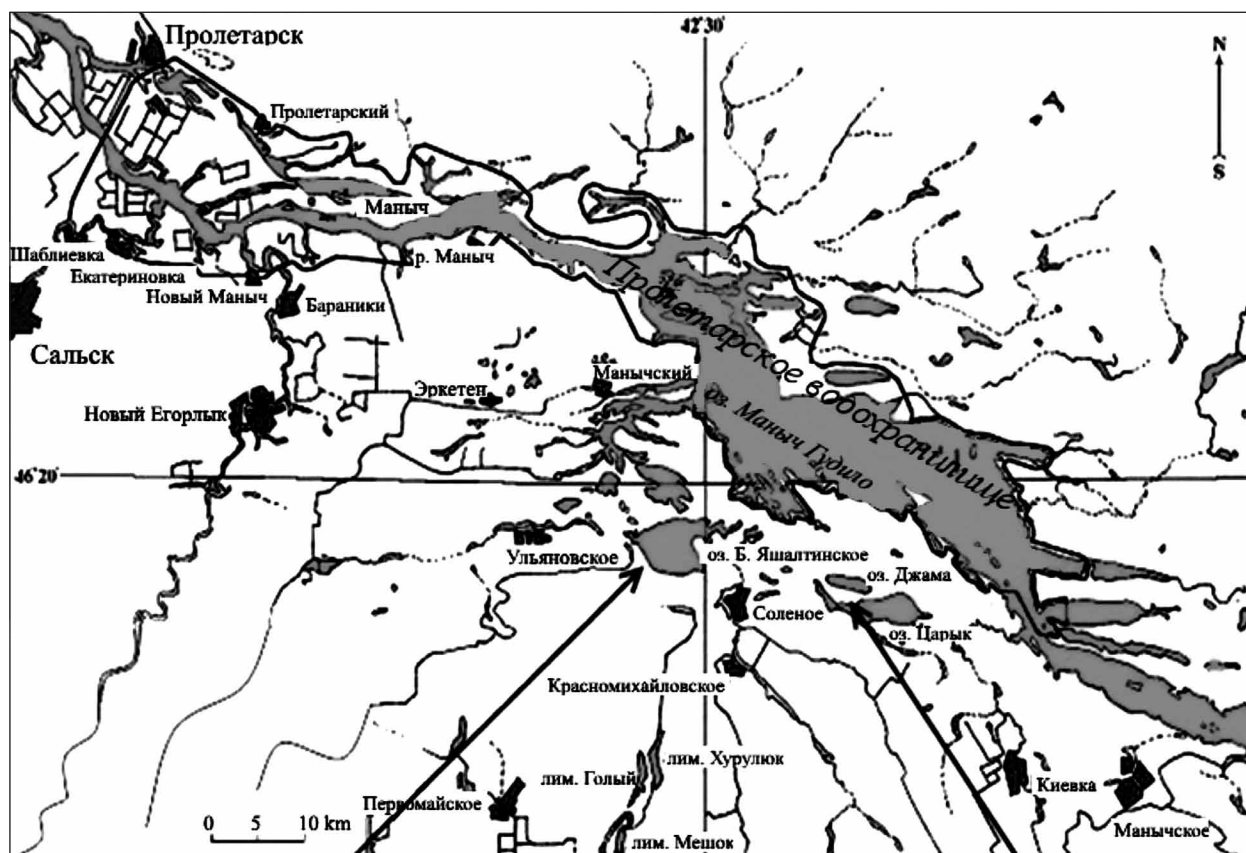 42°30'
Пролетарск
N
S
Пролетарский
Маныч
Шаблиевка
Екатериновка
Новый Маныч
Кр. Маныч
Бараники
Сальск
Пролетарское водохранилище
оз. Маныч Гудило
Манычский
Эркетен
Новый Егорлык
46°20
Ульяновское
оз. Б. Яшалтинское
оз. Джама
Соленое
оз. Царык
Красномихайловское
лим. Хурулюк
лим. Голый
Первомайское
Киевка
Манычское
0 5 10 km
лим. Мешок